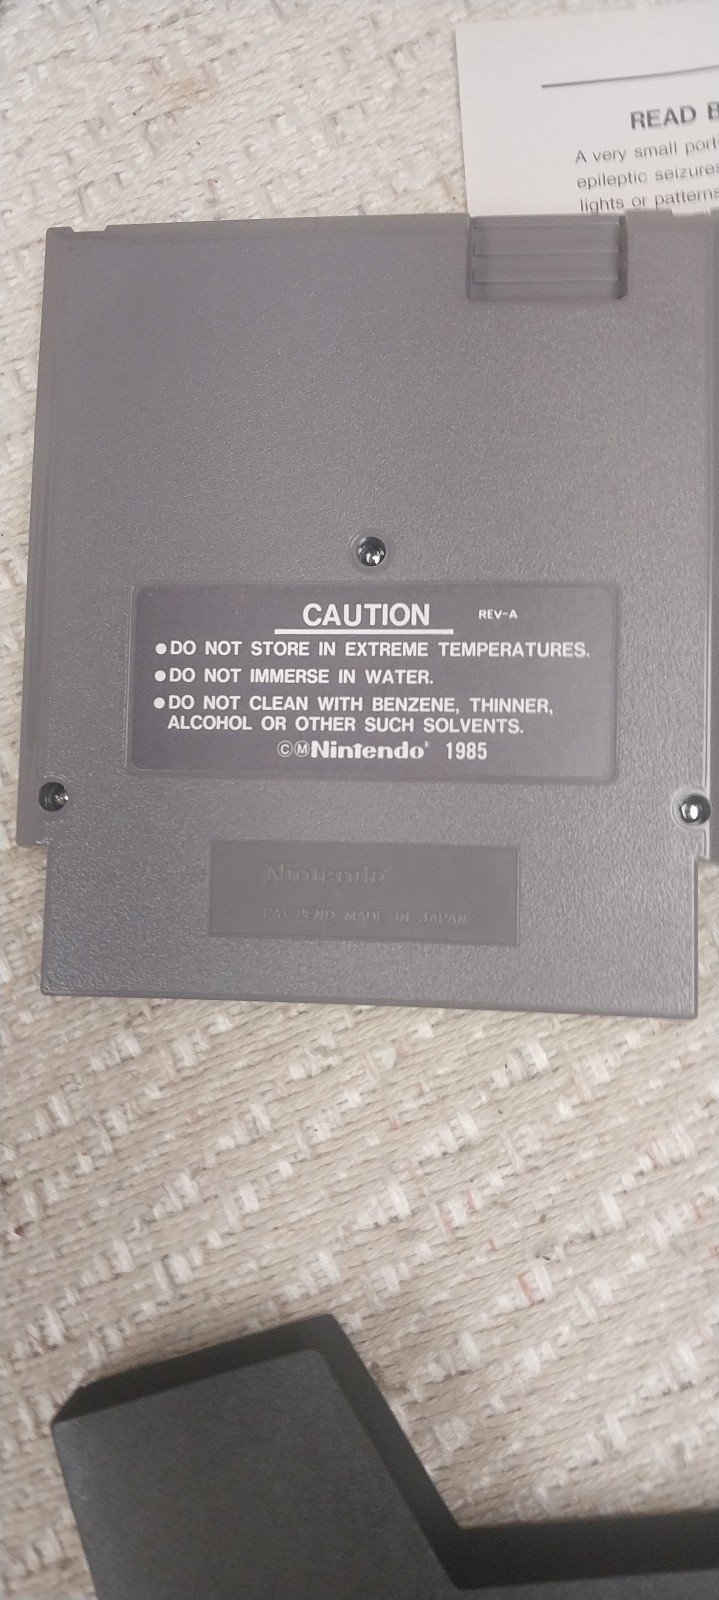 READ B
A very small port
epileptic seizures
lights or patterns
CAUTION REV-A
●DO NOT STORE IN EXTREME TEMPERATURES.
●DO NOT IMMERSE IN WATER.
●DO NOT CLEAN WITH BENZENE, THINNER,
ALCOHOL OR OTHER SUCH SOLVENTS.
©Ⓜ Nintendo® 1985
Nintendo®
PAT. PEND. MADE IN JAPAN